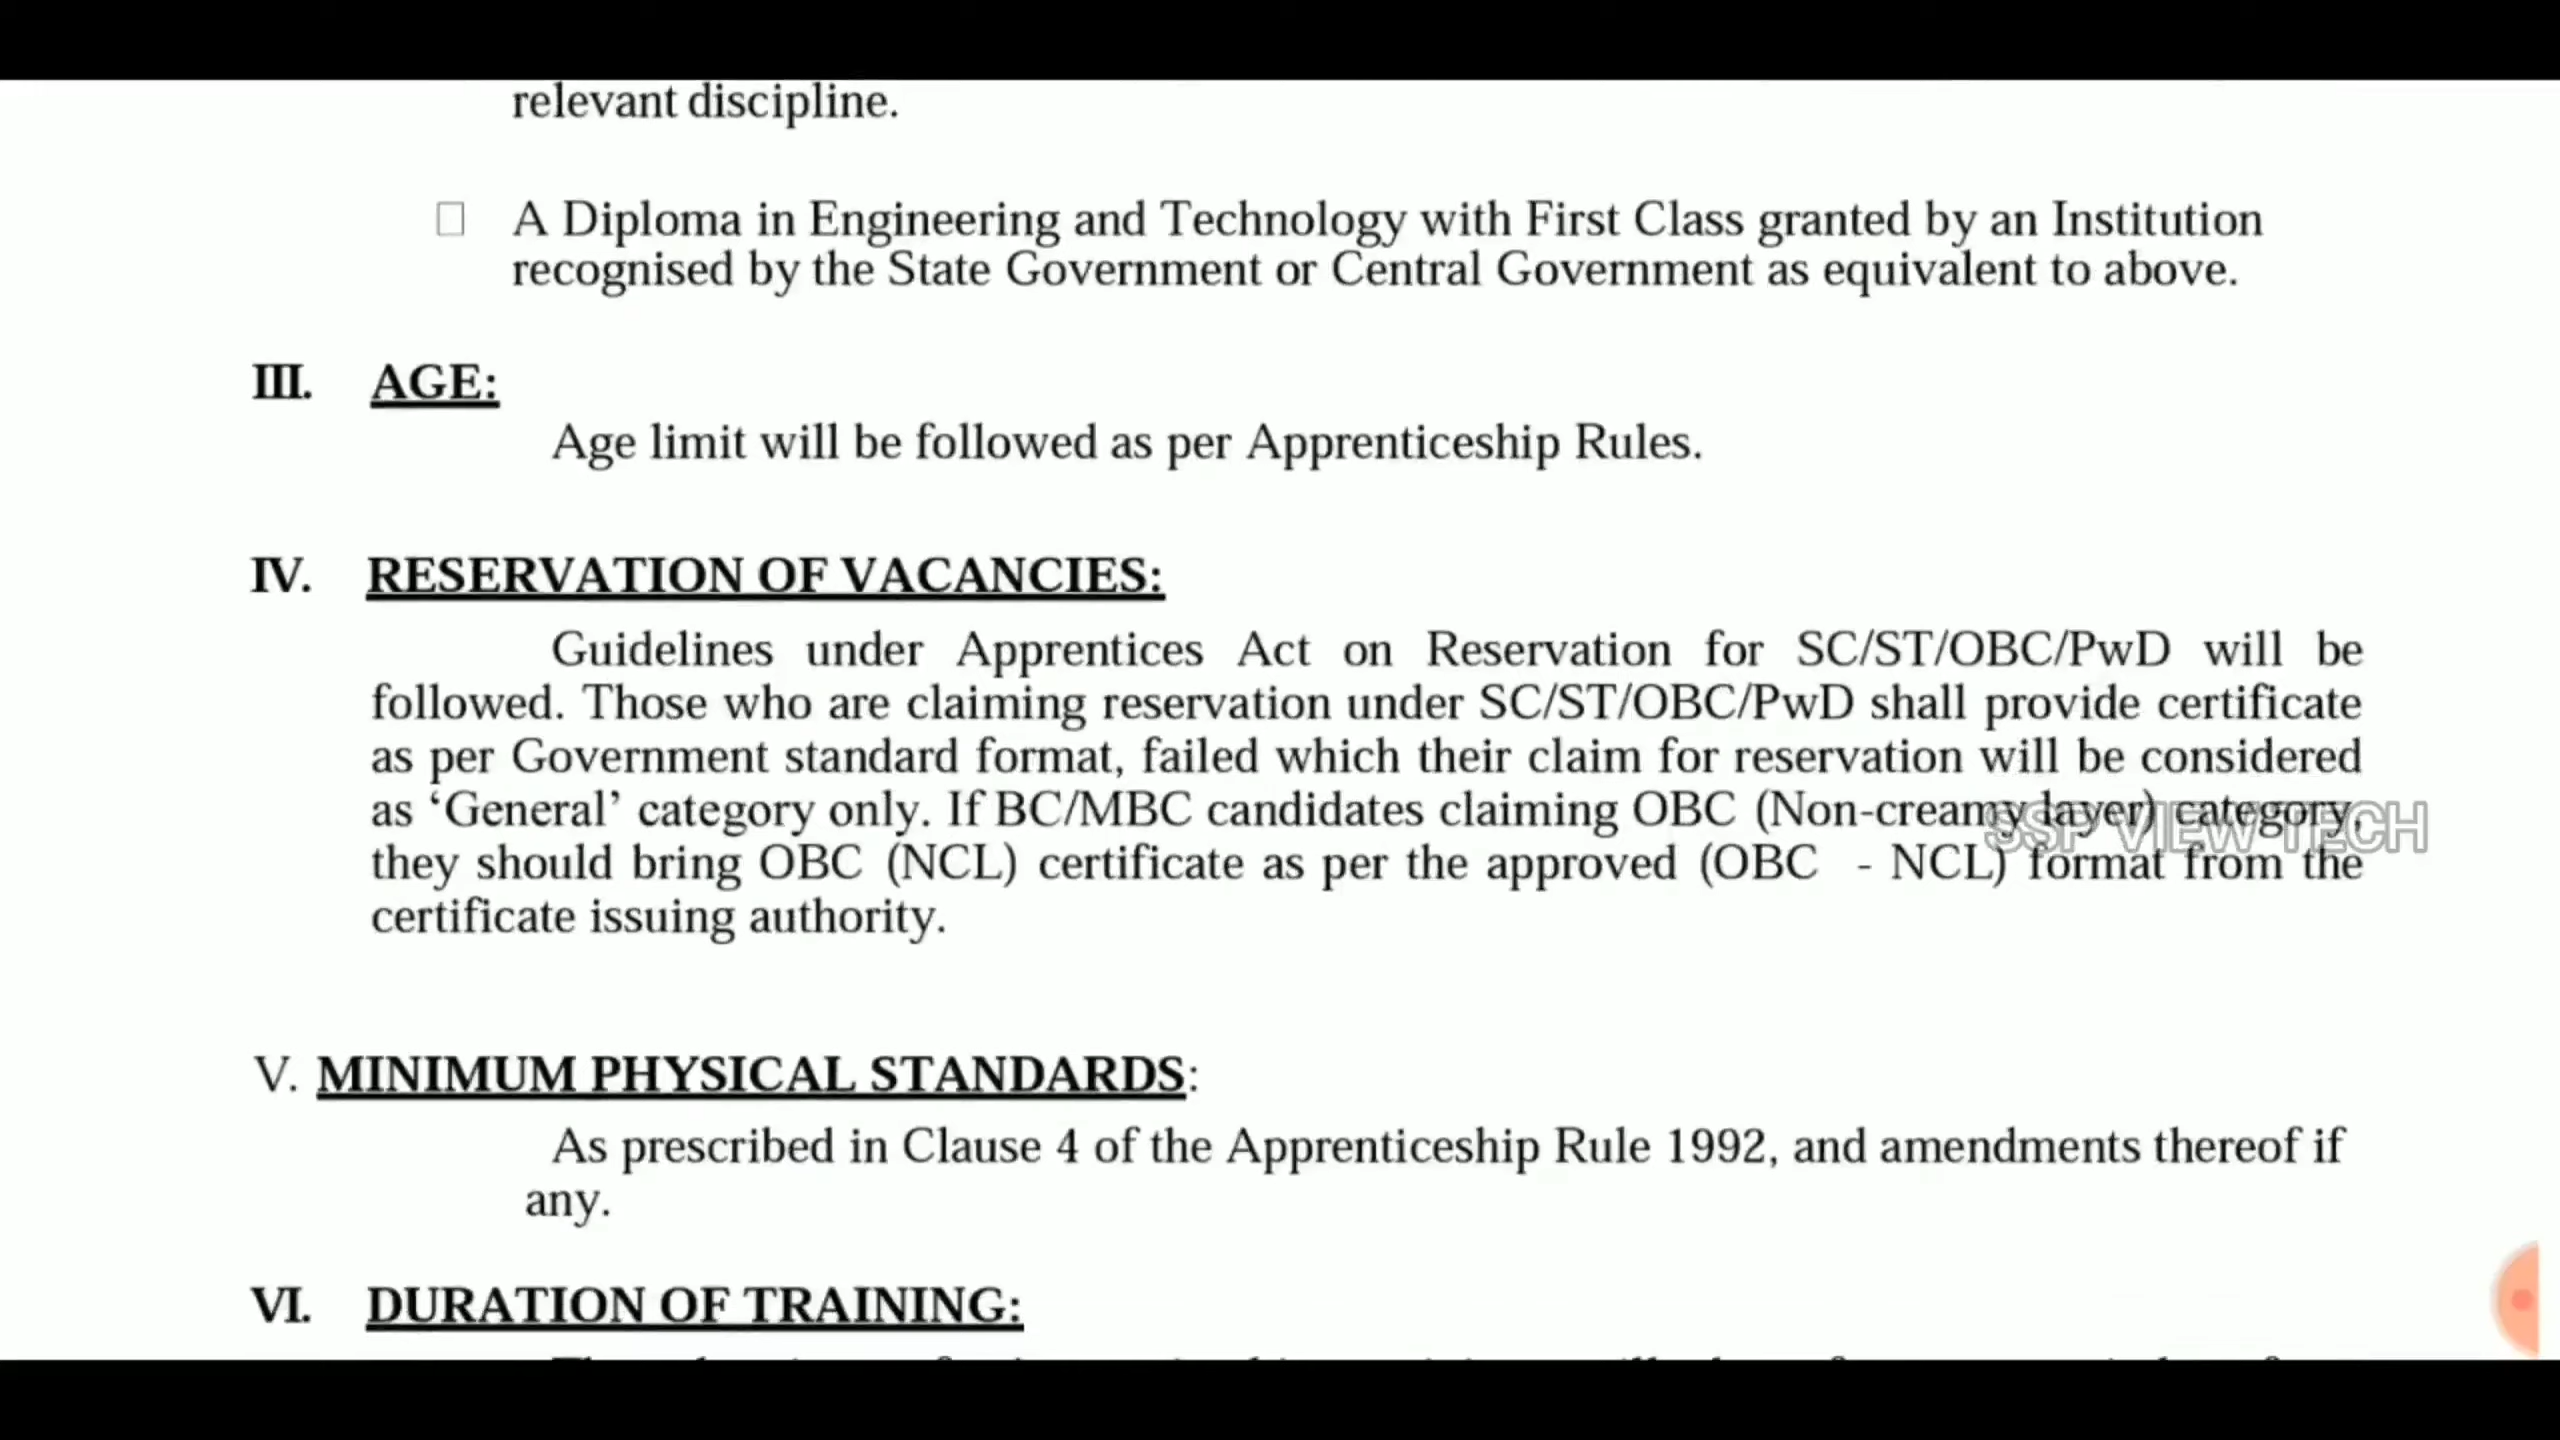 relevant discipline.
A Diploma in Engineering and Technology with First Class granted by an Institution
recognised by the State Government or Central Government as equivalent to above.
III. AGE:
Age limit will be followed as per Apprenticeship Rules.
IV. RESERVATION OF VACANCIES:
Guidelines under Apprentices Act on Reservation for SC/ST/OBC/PwD will be
followed. Those who are claiming reservation under SC/ST/OBC/PwD shall provide certificate
as per Government standard format, failed which their claim for reservation will be considered
as ‘General’ category only. If BC/MBC candidates claiming OBC (Non-creamy layer) category,
SSP VIEW TECH
they should bring OBC (NCL) certificate as per the approved (OBC - NCL) format from the
certificate issuing authority.
V. MINIMUM PHYSICAL STANDARDS:
As prescribed in Clause 4 of the Apprenticeship Rule 1992, and amendments thereof if
any.
VI. DURATION OF TRAINING: